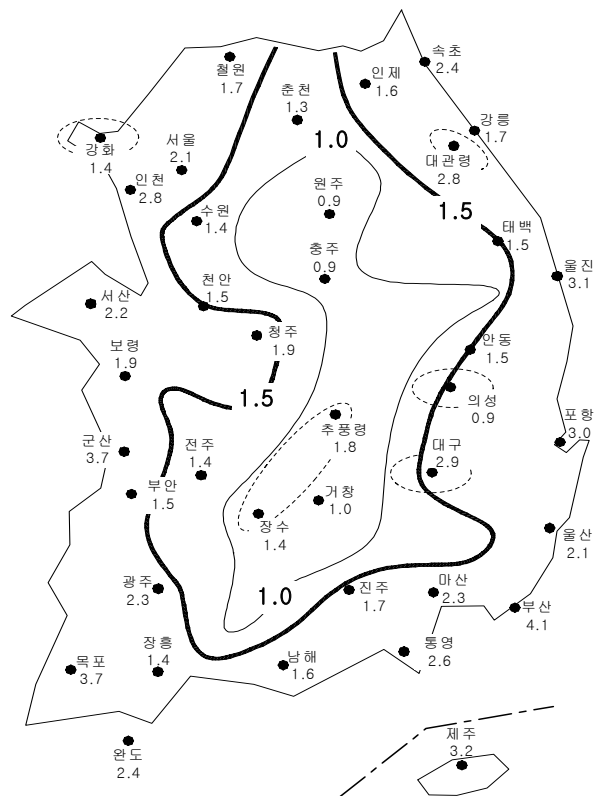 속초
2.4
철원
1.7
인제
1.6
춘천
1.3
강릉
1.7
1.0
대관령
2.8
강화
1.4
서울
2.1
인천
2.8
원주
0.9
수원
1.4
1.5
태백
1.5
충주
0.9
울진
3.1
천안
1.5
서산
2.2
청주
1.9
안동
1.5
보령
1.9
1.5
의성
0.9
추풍령
1.8
포항
3.0
군산
3.7
전주
1.4
대구
2.9
부안
1.5
거창
1.0
장수
1.4
울산
2.1
광주
2.3
1.0
진주
1.7
마산
2.3
부산
4.1
장흥
1.4
통영
2.6
목포
3.7
남해
1.6
제주
3.2
완도
2.4